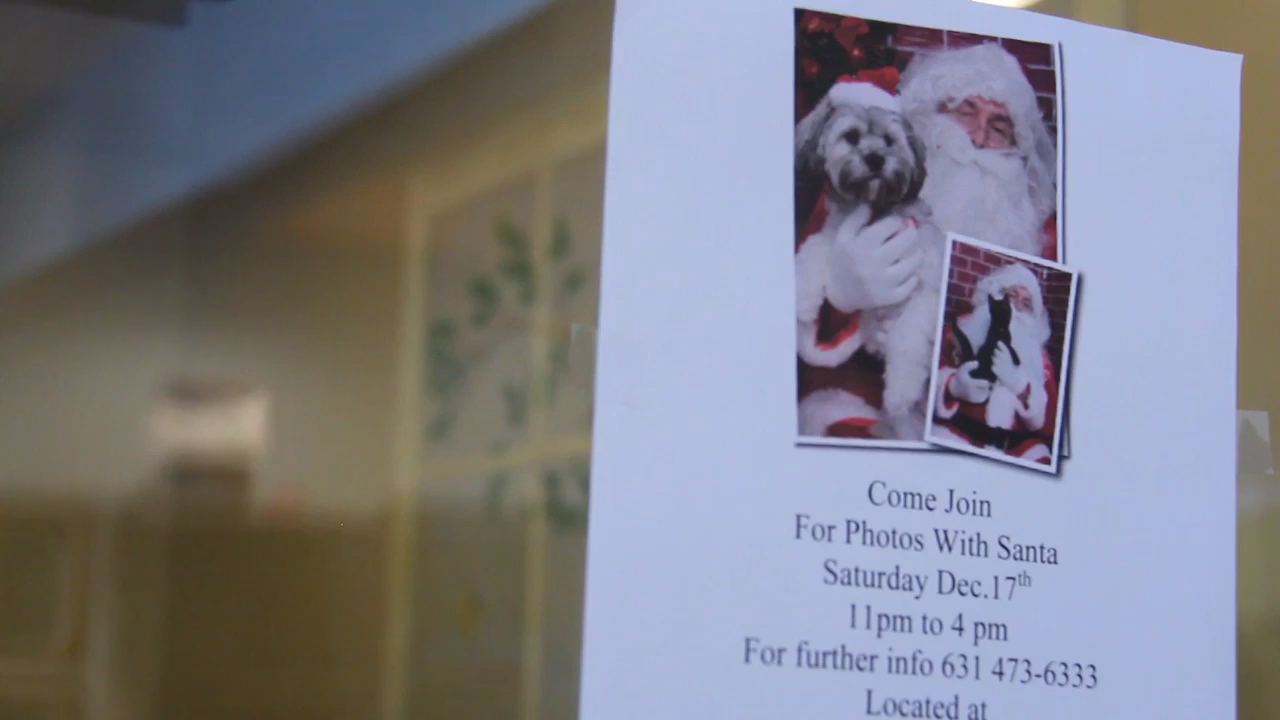 Come Join
For Photos With Santa
Saturday Dec.17th
11pm to 4 pm
For further info 631 473-6333
Located at